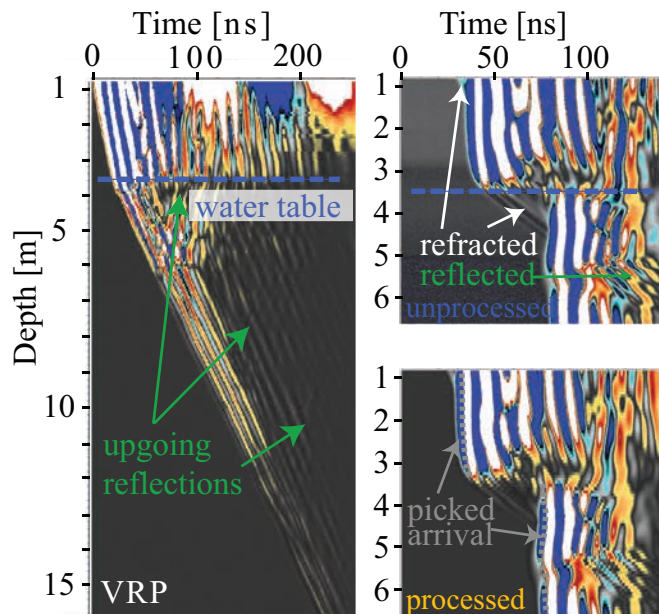 Time [ns]
0 100 200
Depth [m]
1
5
10
15
water table
upgoing
reflections
VRP
Time [ns]
0 50 100
1
2
3
4
5
6
refracted
reflected
unprocessed
1
2
3
4
5
6
picked
arrival
processed